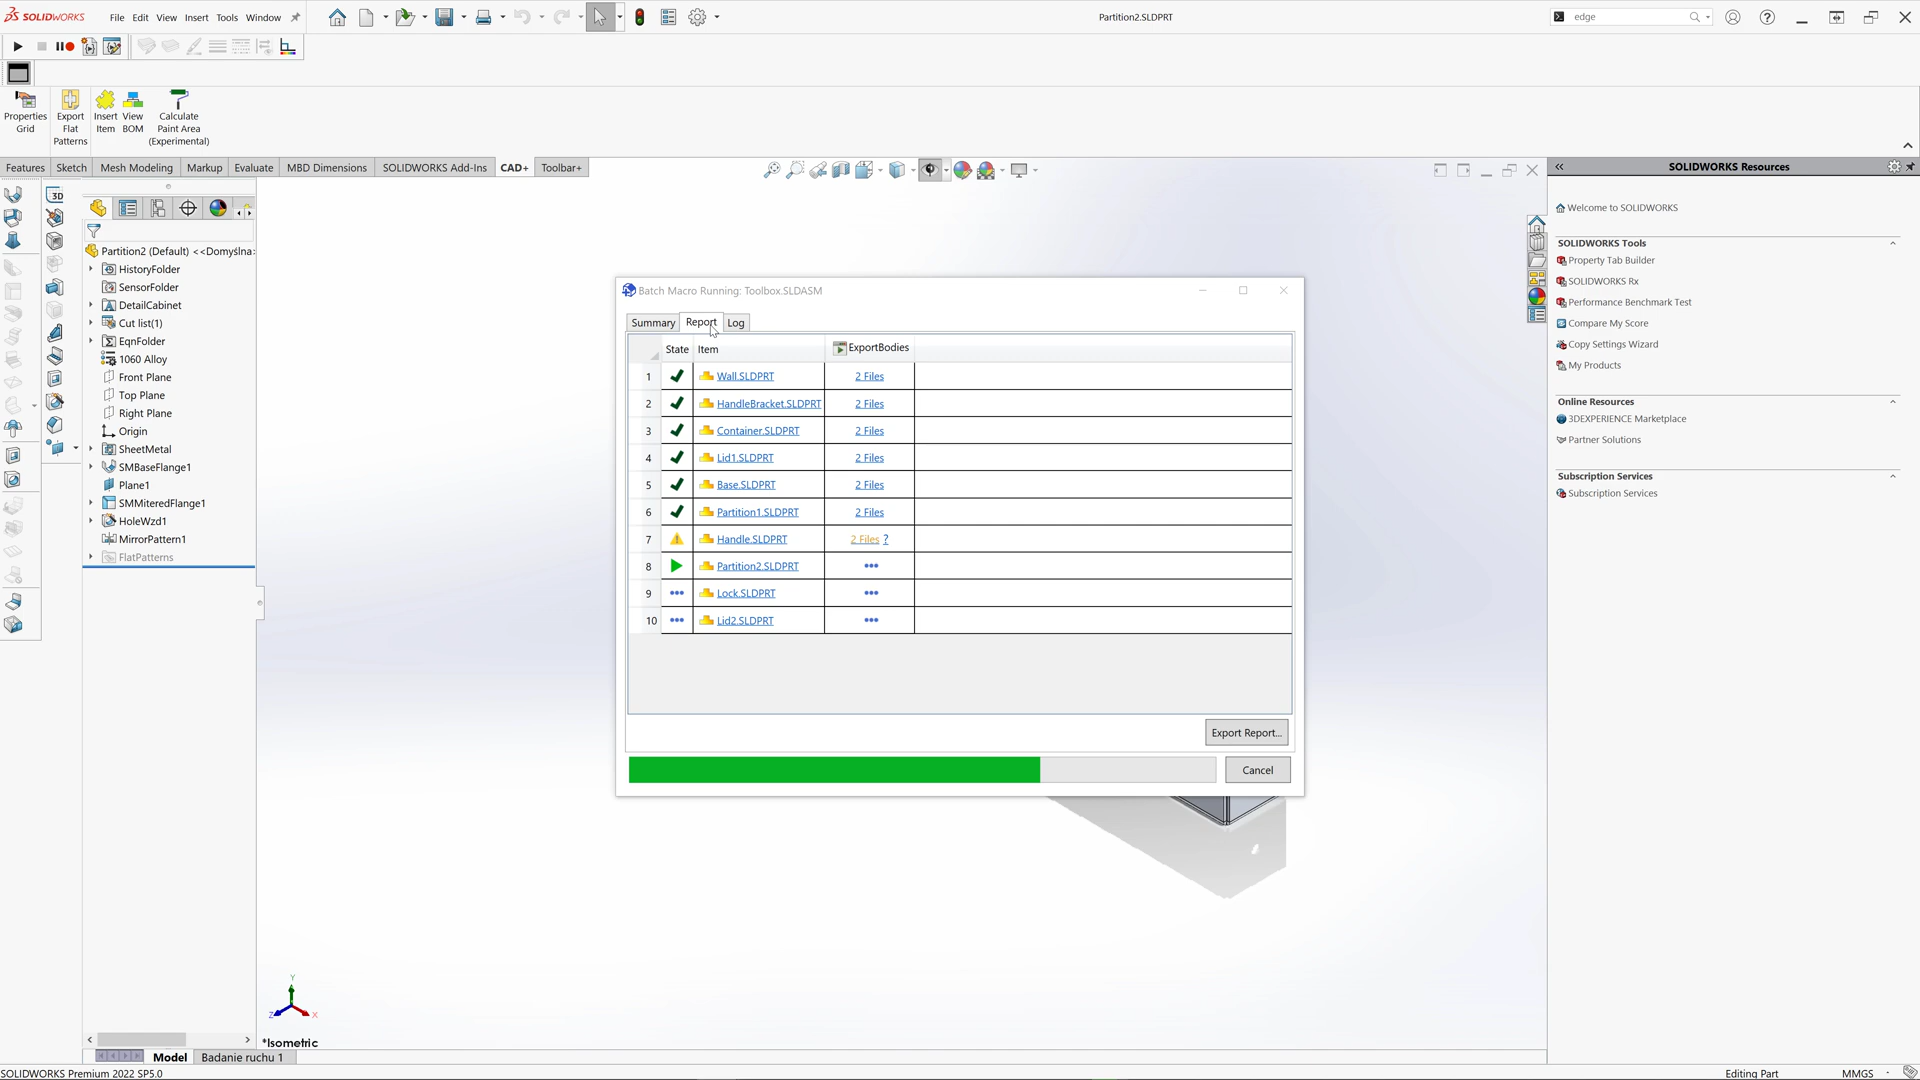 SOLIDWORKS File Edit View Insert Tools Window Partition2.SLDPRT edge
Properties Grid
Export Flat Patterns
Insert Item
View BOM
Calculate Paint Area (Experimental)
Features Sketch Mesh Modeling Markup Evaluate MBD Dimensions SOLIDWORKS Add-Ins CAD+ Toolbar+
3D
Partition2 (Default) <<Domyślna>
HistoryFolder
SensorFolder
DetailCabinet
Cut list(1)
EqnFolder
1060 Alloy
Front Plane
Top Plane
Right Plane
Origin
SheetMetal
SMBaseFlange1
Plane1
SMMiteredFlange1
HoleWzd1
MirrorPattern1
FlatPatterns
Batch Macro Running: Toolbox.SLDASM
Summary Report Log
State Item ExportBodies
1 Wall.SLDPRT 2 Files
2 HandleBracket.SLDPRT 2 Files
3 Container.SLDPRT 2 Files
4 Lid1.SLDPRT 2 Files
5 Base.SLDPRT 2 Files
6 Partition1.SLDPRT 2 Files
7 Handle.SLDPRT 2 Files ?
8 Partition2.SLDPRT •••
9 ••• Lock.SLDPRT •••
10 ••• Lid2.SLDPRT •••
Export Report...
Cancel
SOLIDWORKS Resources
Welcome to SOLIDWORKS
SOLIDWORKS Tools
Property Tab Builder
SOLIDWORKS Rx
Performance Benchmark Test
Compare My Score
Copy Settings Wizard
My Products
Online Resources
3DEXPERIENCE Marketplace
Partner Solutions
Subscription Services
Subscription Services
Y
Z X
*Isometric
Model Badanie ruchu 1
SOLIDWORKS Premium 2022 SP5.0 Editing Part MMGS